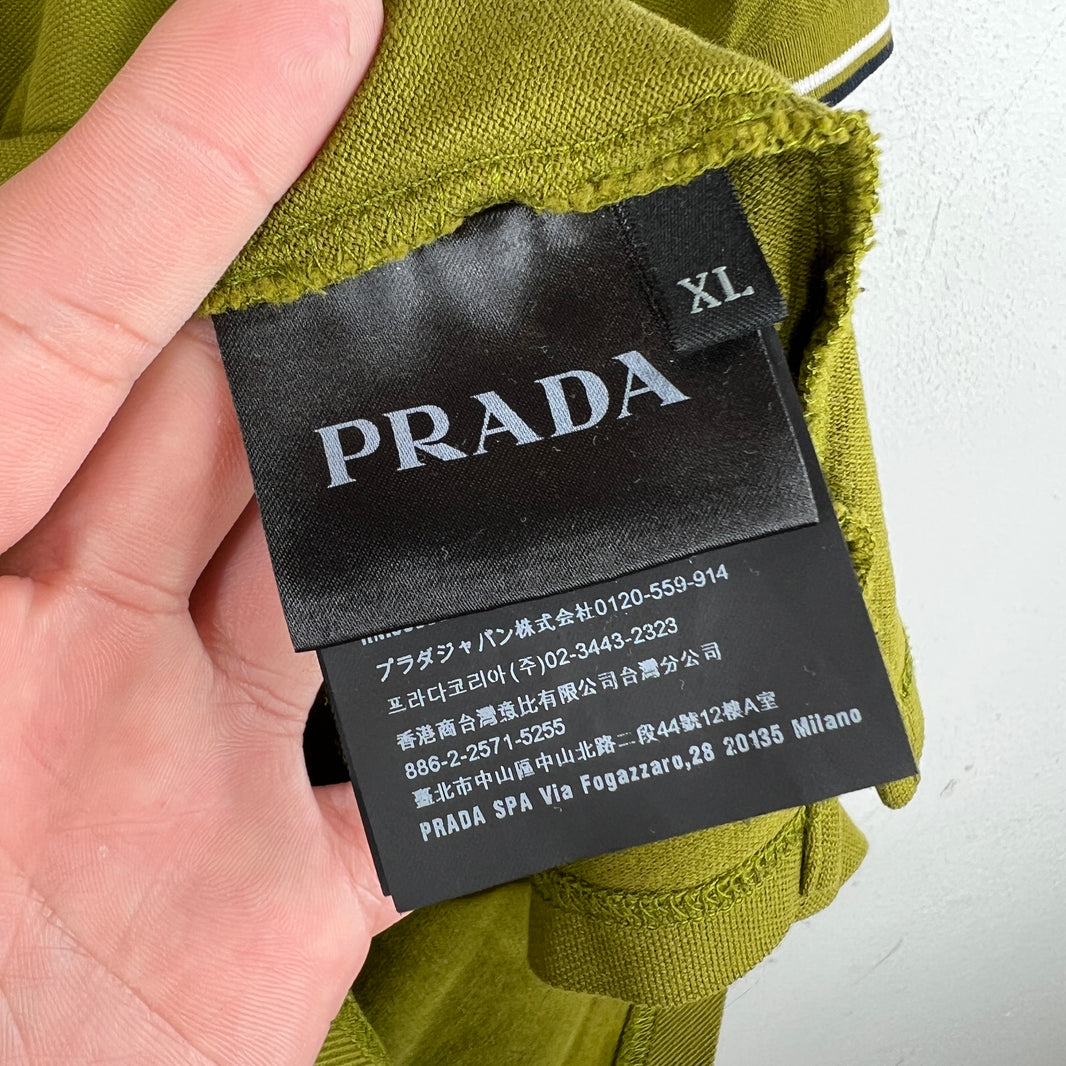 XL
PRADA
プラダジャパン株式会社0120-559-914
프라다코리아(주)02-3443-2323
香港商台灣意比有限公司台灣分公司
886-2-2571-5255
臺北市中山區中山北路二段44號12樓A室
PRADA SPA Via Fogazzaro,28 20135 Milano